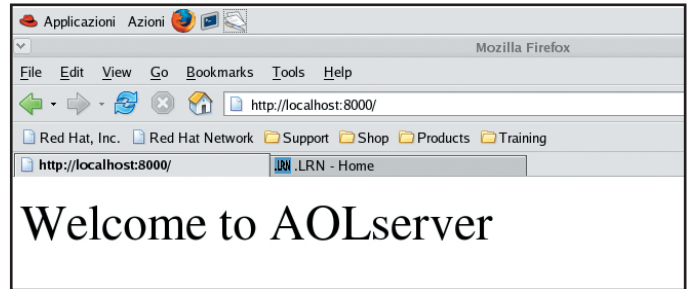 Applicazioni Azioni
Mozilla Firefox
File Edit View Go Bookmarks Tools Help
http://localhost:8000/
Red Hat, Inc. Red Hat Network Support Shop Products Training
http://localhost:8000/ .LRN .LRN - Home
Welcome to AOLserver